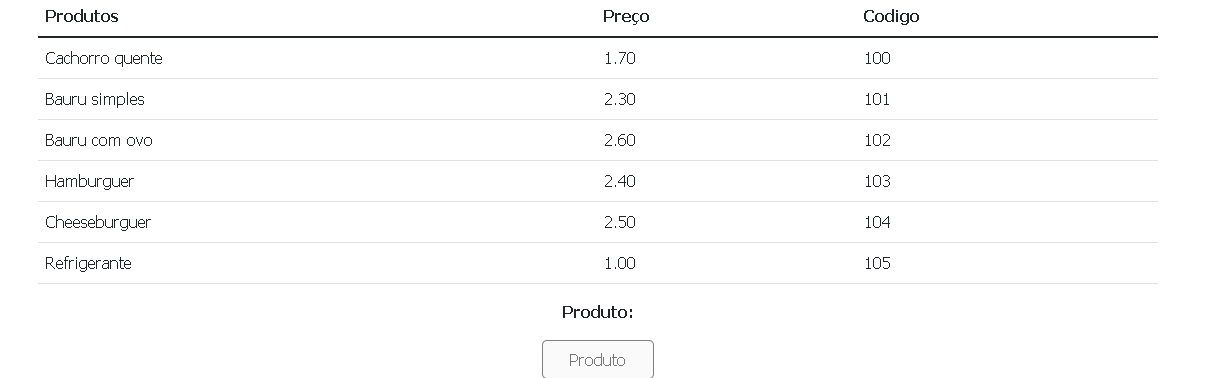 Produtos Preço Codigo
Cachorro quente 1.70 100
Bauru simples 2.30 101
Bauru com ovo 2.60 102
Hamburguer 2.40 103
Cheeseburguer 2.50 104
Refrigerante 1.00 105
Produto:
Produto